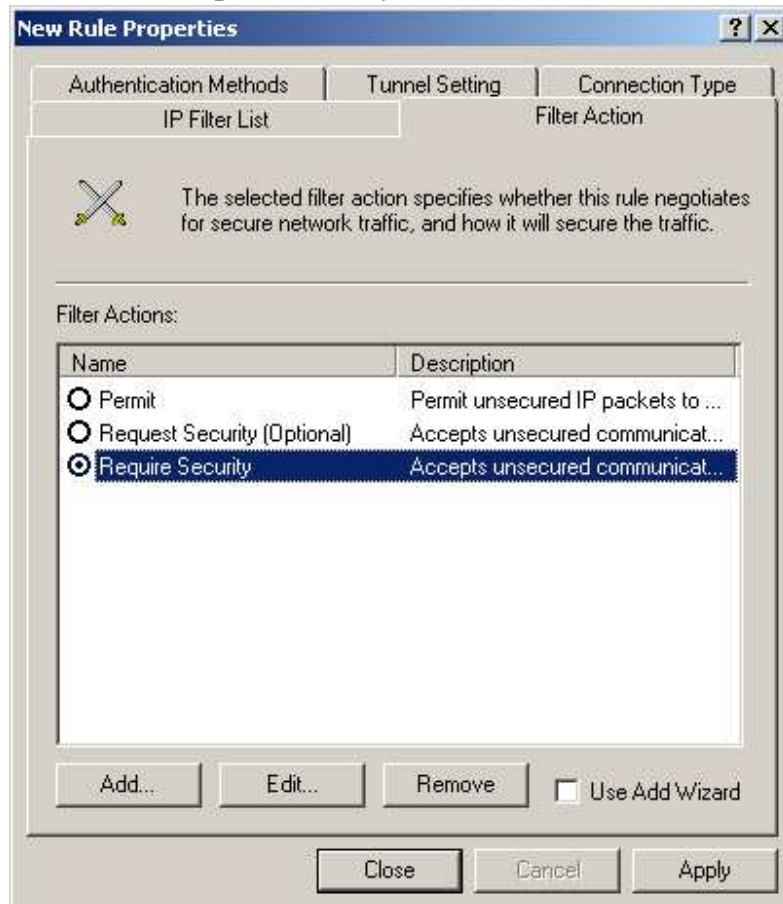 New Rule Properties
Authentication Methods Tunnel Setting Connection Type
IP Filter List Filter Action
The selected filter action specifies whether this rule negotiates
for secure network traffic, and how it will secure the traffic.
Filter Actions:
Name Description
Permit Permit unsecured IP packets to ...
Request Security (Optional) Accepts unsecured communicat...
Require Security Accepts unsecured communicat...
Add... Edit... Remove Use Add Wizard
Close Cancel Apply